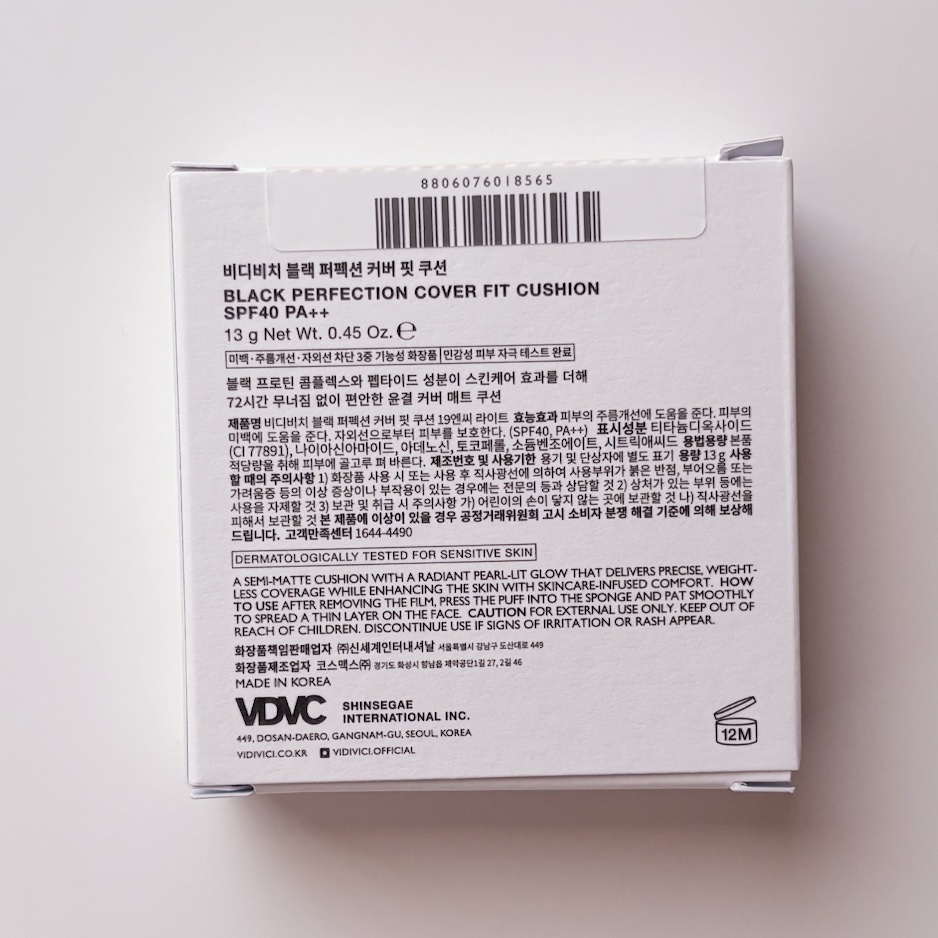 8806076018565
비디비치 블랙 퍼펙션 커버 핏 쿠션
BLACK PERFECTION COVER FIT CUSHION
SPF40 PA++
13 g Net Wt. 0.45 Oz. ℮
미백·주름개선·자외선 차단 3중 기능성 화장품 민감성 피부 자극 테스트 완료
블랙 프로틴 콤플렉스와 펩타이드 성분이 스킨케어 효과를 더해
72시간 무너짐 없이 편안한 윤결 커버 매트 쿠션
제품명 비디비치 블랙 퍼펙션 커버 핏 쿠션 19엔씨 라이트 효능효과 피부의 주름개선에 도움을 준다. 피부의
미백에 도움을 준다. 자외선으로부터 피부를 보호한다. (SPF40, PA++) 표시성분 티타늄디옥사이드
(CI 77891), 나이아신아마이드, 아데노신, 토코페롤, 소듐벤조에이트, 시트릭애씨드 용법용량 본품
적당량을 취해 피부에 골고루 펴 바른다. 제조번호 및 사용기한 용기 및 단상자에 별도 표기 용량 13 g 사용
할 때의 주의사항 1) 화장품 사용 시 또는 사용 후 직사광선에 의하여 사용부위가 붉은 반점, 부어오름 또는
가려움증 등의 이상 증상이나 부작용이 있는 경우에는 전문의 등과 상담할 것 2) 상처가 있는 부위 등에는
사용을 자제할 것 3) 보관 및 취급 시 주의사항 가) 어린이의 손이 닿지 않는 곳에 보관할 것 나) 직사광선을
피해서 보관할 것 본 제품에 이상이 있을 경우 공정거래위원회 고시 소비자 분쟁 해결 기준에 의해 보상해
드립니다. 고객만족센터 1644-4490
DERMATOLOGICALLY TESTED FOR SENSITIVE SKIN
A SEMI-MATTE CUSHION WITH A RADIANT PEARL-LIT GLOW THAT DELIVERS PRECISE, WEIGHT-
LESS COVERAGE WHILE ENHANCING THE SKIN WITH SKINCARE-INFUSED COMFORT. HOW
TO USE AFTER REMOVING THE FILM, PRESS THE PUFF INTO THE SPONGE AND PAT SMOOTHLY
TO SPREAD A THIN LAYER ON THE FACE. CAUTION FOR EXTERNAL USE ONLY. KEEP OUT OF
REACH OF CHILDREN. DISCONTINUE USE IF SIGNS OF IRRITATION OR RASH APPEAR.
화장품책임판매업자 ㈜신세계인터내셔날 서울특별시 강남구 도산대로 449
화장품제조업자 코스맥스㈜ 경기도 화성시 향남읍 제약공단1길 27, 2길 46
MADE IN KOREA
VDVC SHINSEGAE
INTERNATIONAL INC.
449, DOSAN-DAERO, GANGNAM-GU, SEOUL, KOREA
VIDIVICI.CO.KR VIDIVICI.OFFICIAL
12M